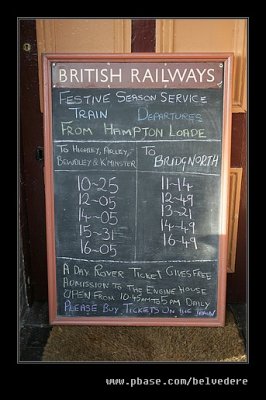 BRITISH RAILWAYS
FESTIVE SEASON SERVICE
TRAIN DEPARTURES
FROM HAMPTON LOADE
TO HIGHLEY, ARLEY,
BEWDLEY & K'MINSTER
10~25
12~05
14~05
15~31
16~05
TO
BRIDGNORTH
11~14
12~49
13~21
14~49
16~49
A DAY ROVER TICKET GIVES FREE
ADMISSION TO THE ENGINE HOUSE
OPEN FROM 10.45AM TO 5PM DAILY
PLEASE BUY TICKETS ON THE TRAIN
www.pbase.com/belvedere